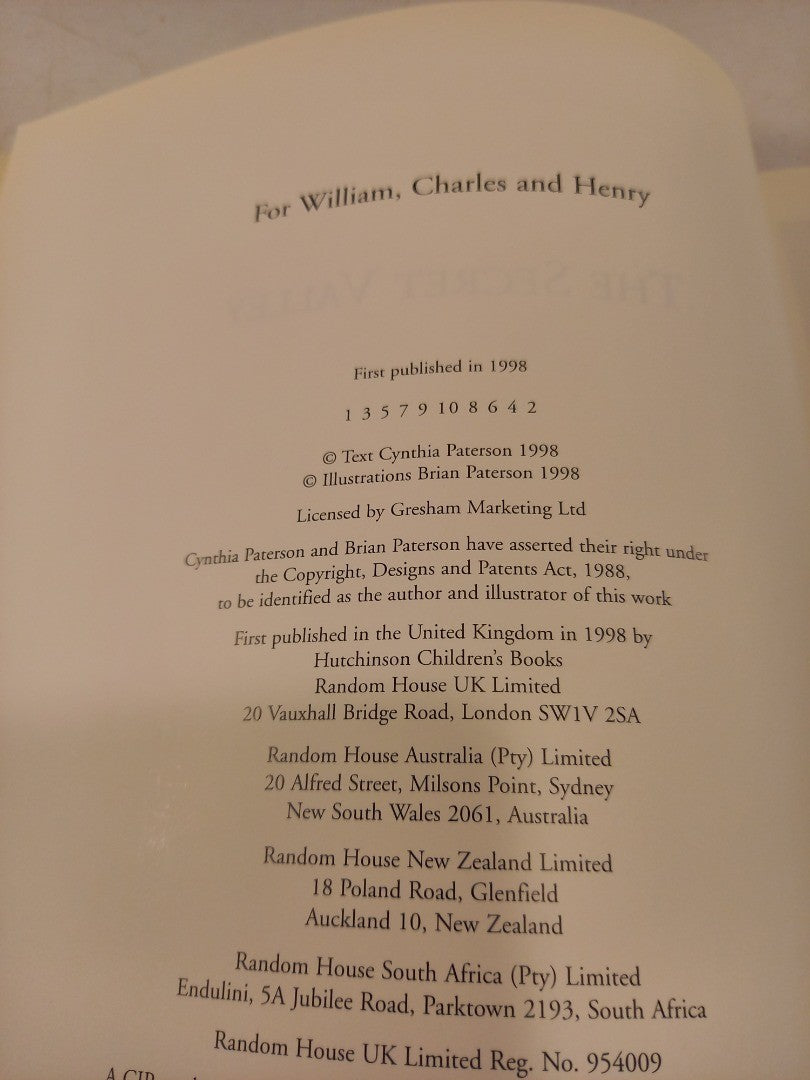 For William, Charles and Henry
THE SECRET VALLEY
First published in 1998
1 3 5 7 9 10 8 6 4 2
© Text Cynthia Paterson 1998
© Illustrations Brian Paterson 1998
Licensed by Gresham Marketing Ltd
Cynthia Paterson and Brian Paterson have asserted their right under
the Copyright, Designs and Patents Act, 1988,
to be identified as the author and illustrator of this work
First published in the United Kingdom in 1998 by
Hutchinson Children's Books
Random House UK Limited
20 Vauxhall Bridge Road, London SW1V 2SA
Random House Australia (Pty) Limited
20 Alfred Street, Milsons Point, Sydney
New South Wales 2061, Australia
Random House New Zealand Limited
18 Poland Road, Glenfield
Auckland 10, New Zealand
Random House South Africa (Pty) Limited
Endulini, 5A Jubilee Road, Parktown 2193, South Africa
Random House UK Limited Reg. No. 954009
A CIP